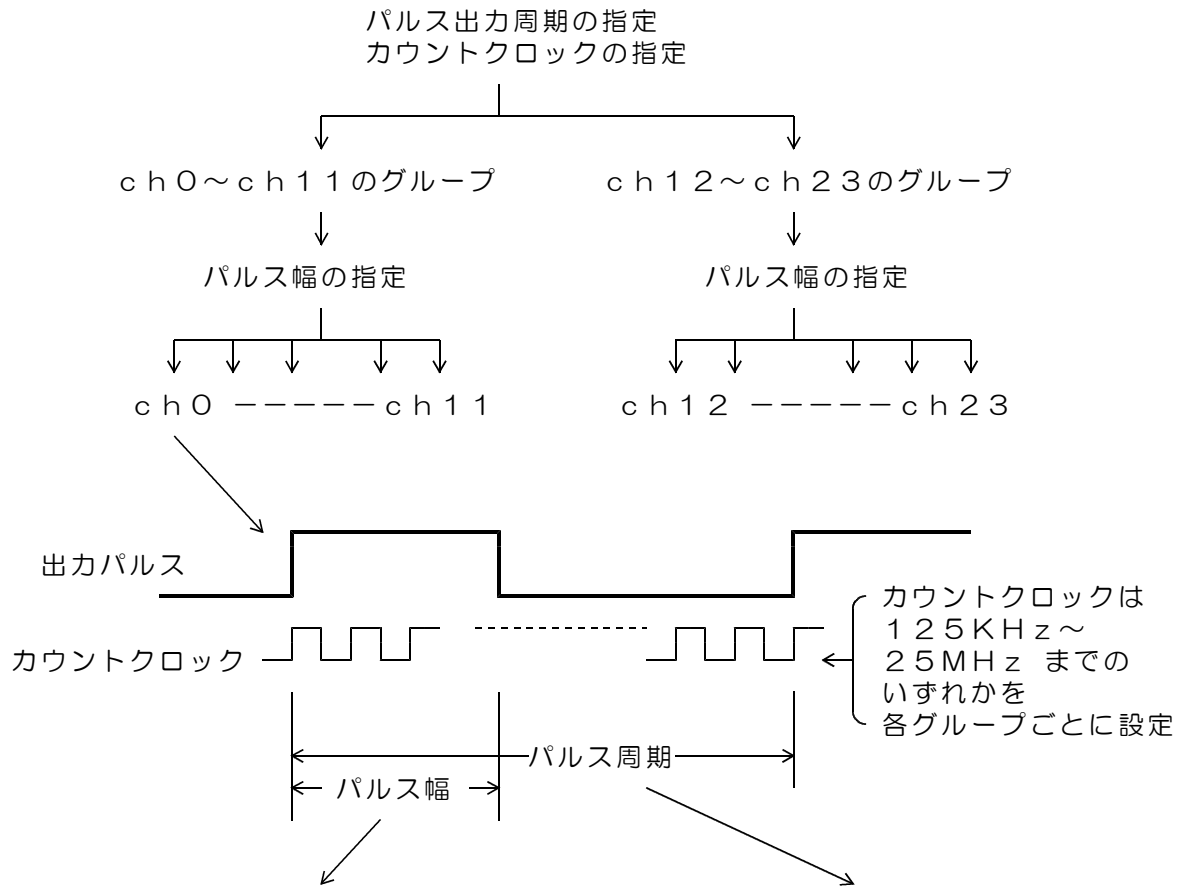 パルス出力周期の指定
カウントクロックの指定
ｃｈ０～ｃｈ１１のグループ
ｃｈ１２～ｃｈ２３のグループ
パルス幅の指定
パルス幅の指定
ｃｈ０ －－－－－ｃｈ１１
ｃｈ１２ －－－－－ｃｈ２３
出力パルス
カウントクロック
カウントクロックは
１２５ＫＨｚ～
２５ＭＨｚ までの
いずれかを
各グループごとに設定
パルス周期
パルス幅